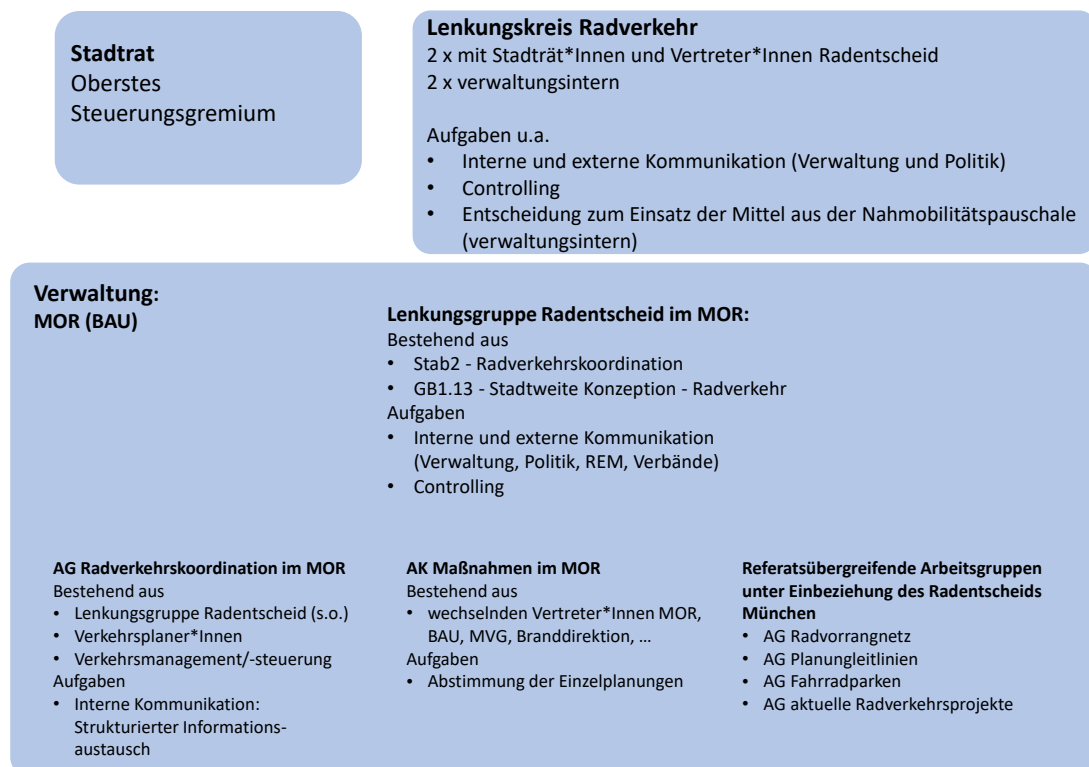 Stadtrat
Oberstes
Steuerungsgremium
Lenkungskreis Radverkehr
2 x mit Stadträt*Innen und Vertreter*Innen Radentscheid
2 x verwaltungsintern
Aufgaben u.a.
• Interne und externe Kommunikation (Verwaltung und Politik)
• Controlling
• Entscheidung zum Einsatz der Mittel aus der Nahmobilitätspauschale
(verwaltungsintern)
Verwaltung:
MOR (BAU)
Lenkungsgruppe Radentscheid im MOR:
Bestehend aus
• Stab2 - Radverkehrskoordination
• GB1.13 - Stadtweite Konzeption - Radverkehr
Aufgaben
• Interne und externe Kommunikation
(Verwaltung, Politik, REM, Verbände)
• Controlling
AG Radverkehrskoordination im MOR
Bestehend aus
• Lenkungsgruppe Radentscheid (s.o.)
• Verkehrsplaner*Innen
• Verkehrsmanagement/-steuerung
Aufgaben
• Interne Kommunikation:
Strukturierter Informations-
austausch
AK Maßnahmen im MOR
Bestehend aus
• wechselnden Vertreter*Innen MOR,
BAU, MVG, Branddirektion, …
Aufgaben
• Abstimmung der Einzelplanungen
Referatsübergreifende Arbeitsgruppen
unter Einbeziehung des Radentscheids
München
• AG Radvorrangnetz
• AG Planungleitlinien
• AG Fahrradparken
• AG aktuelle Radverkehrsprojekte